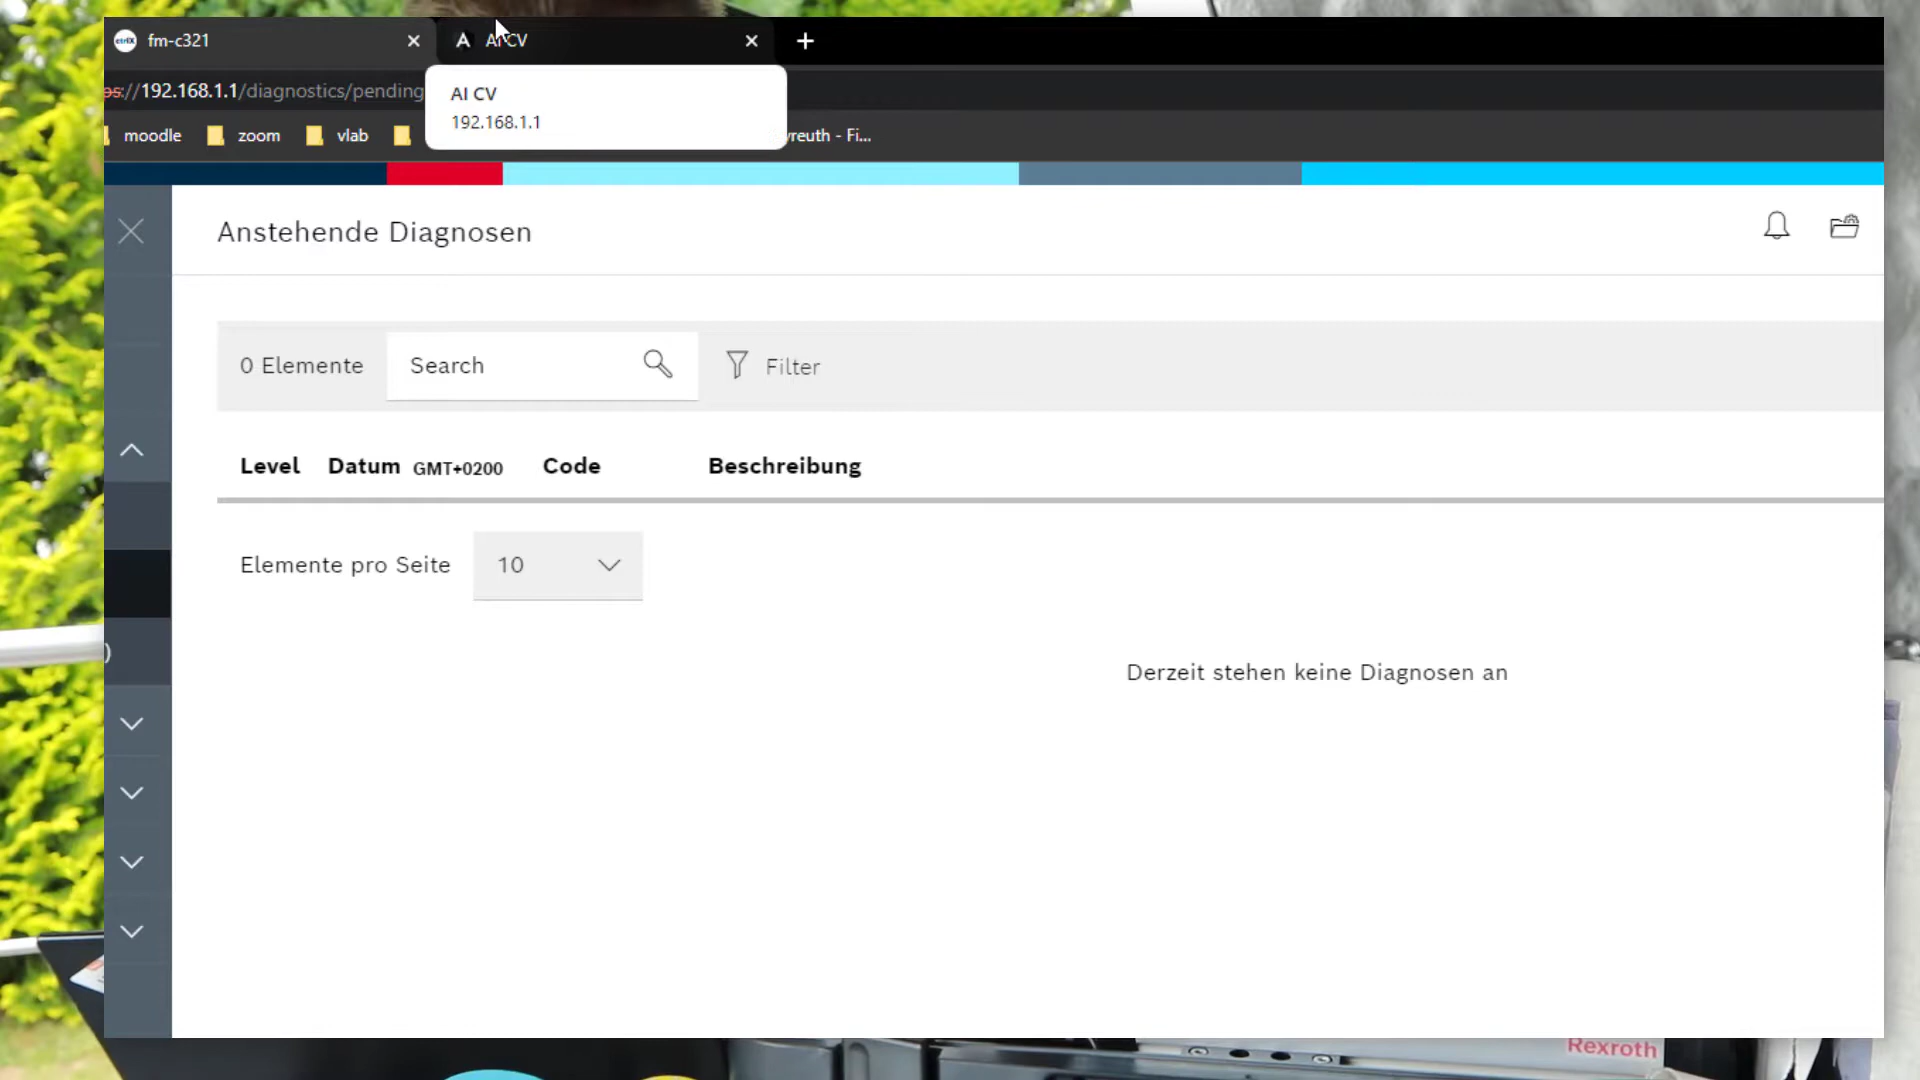 fm-c321
AI CV
://192.168.1.1/diagnostics/pending
AI CV
192.168.1.1
moodle
zoom
vlab
yreuth - Fi...
Anstehende Diagnosen
0 Elemente
Search
Filter
Level
Datum GMT+0200
Code
Beschreibung
Elemente pro Seite
10
Derzeit stehen keine Diagnosen an
Rexroth